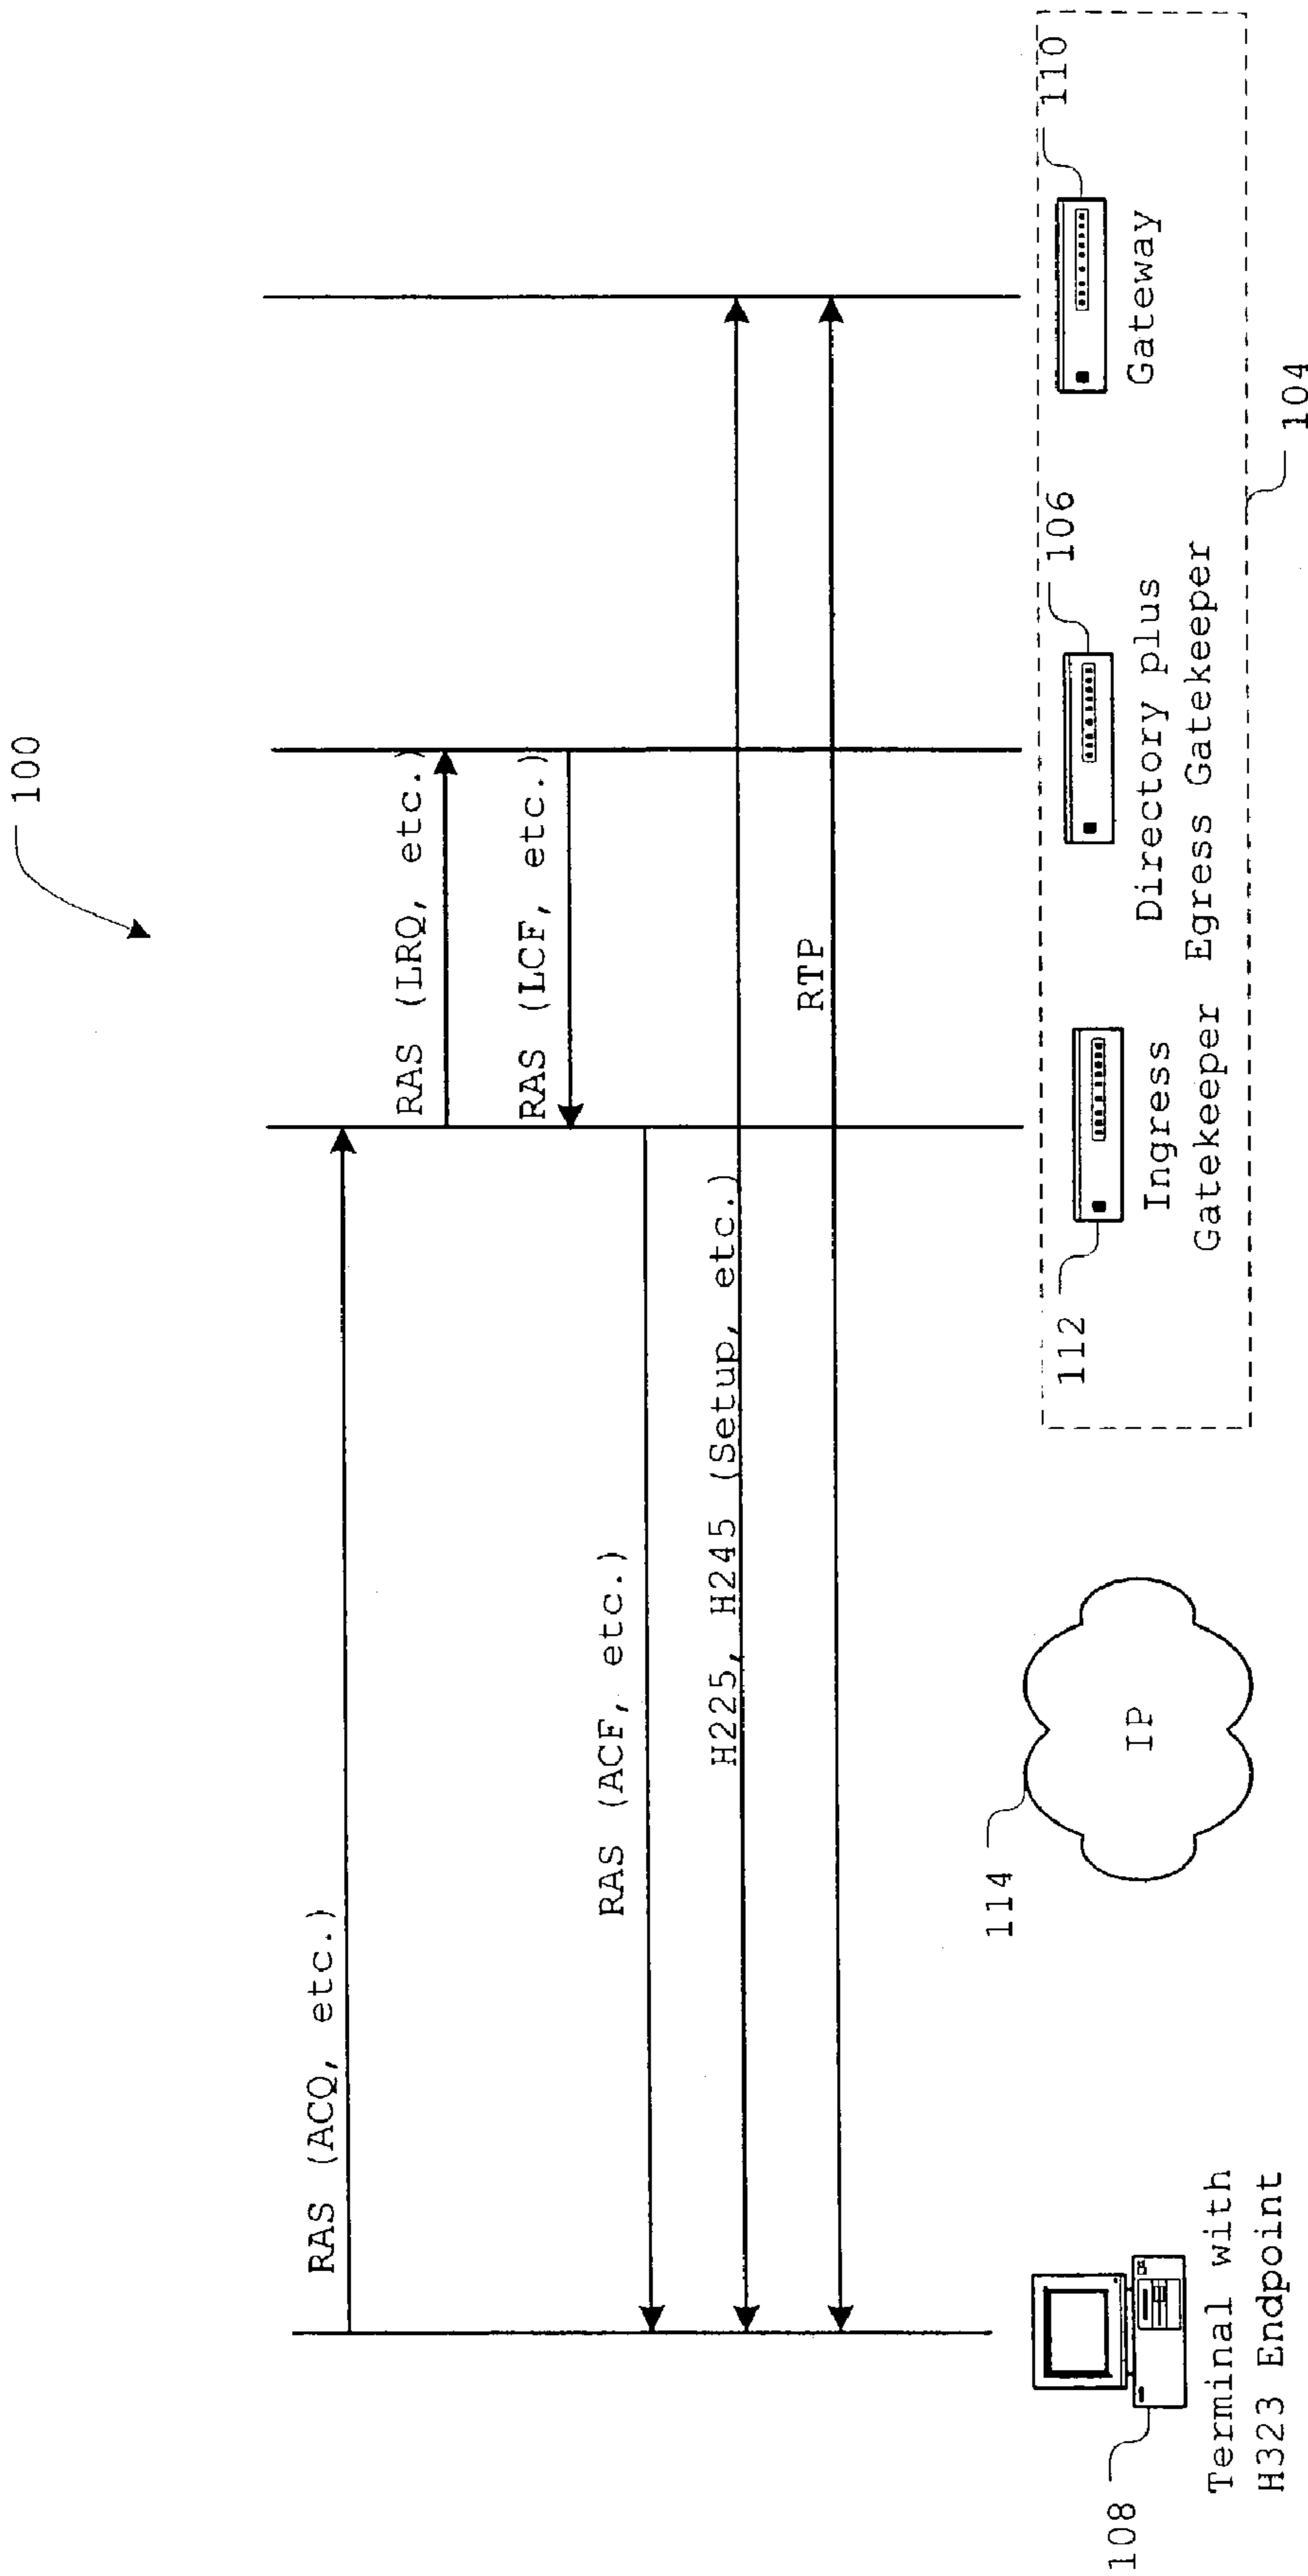 100
RAS (ACQ, etc.)
RAS (LRQ, etc.)
RAS (LCF, etc.)
RAS (ACF, etc.)
H225, H245 (Setup, etc.)
RTP
108
Terminal with
H323 Endpoint
114
IP
112
Ingress
Gatekeeper
106
Directory plus
Egress Gatekeeper
110
Gateway
104